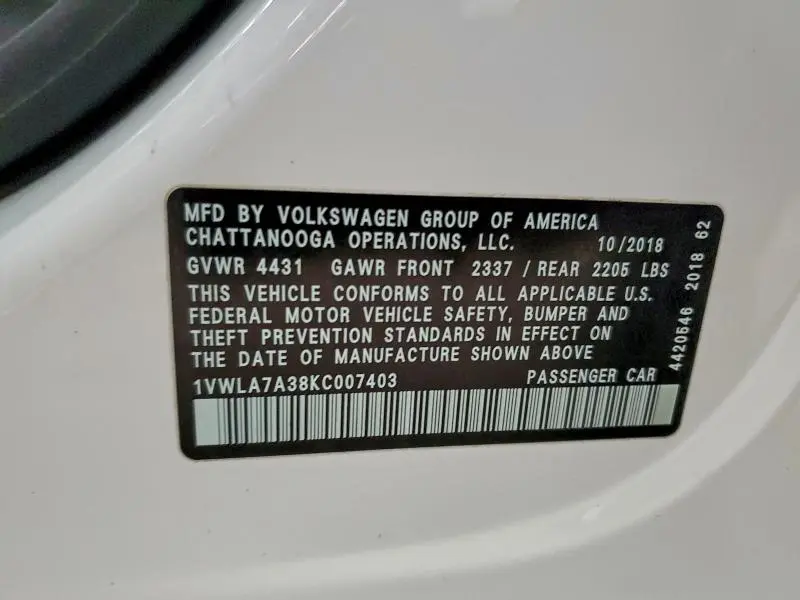 MFD BY VOLKSWAGEN GROUP OF AMERICA
CHATTANOOGA OPERATIONS, LLC. 10/2018
GVWR 4431 GAWR FRONT 2337 / REAR 2205 LBS
THIS VEHICLE CONFORMS TO ALL APPLICABLE U.S.
FEDERAL MOTOR VEHICLE SAFETY, BUMPER AND
THEFT PREVENTION STANDARDS IN EFFECT ON
THE DATE OF MANUFACTURE SHOWN ABOVE
1VWLA7A38KC007403 PASSENGER CAR
4420546 2018 62